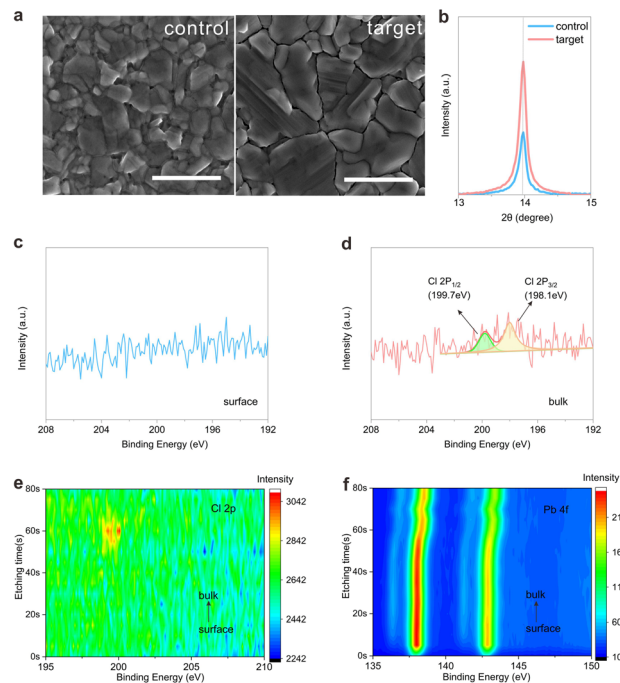 a
control
target
b
control
target
Intensity (a.u.)
13
14
15
2θ (degree)
c
Intensity (a.u.)
surface
208
204
200
196
192
Binding Energy (eV)
d
Cl 2P1/2
(199.7eV)
Cl 2P3/2
(198.1eV)
Intensity (a.u.)
bulk
208
204
200
196
192
Binding Energy (eV)
e
Intensity
80s
60s
40s
20s
0s
Etching time(s)
Cl 2p
bulk
surface
195
200
205
210
Binding Energy (eV)
3042
2842
2642
2442
2242
f
Intensity
80s
60s
40s
20s
0s
Etching time(s)
Pb 4f
bulk
surface
135
140
145
150
Binding Energy (eV)